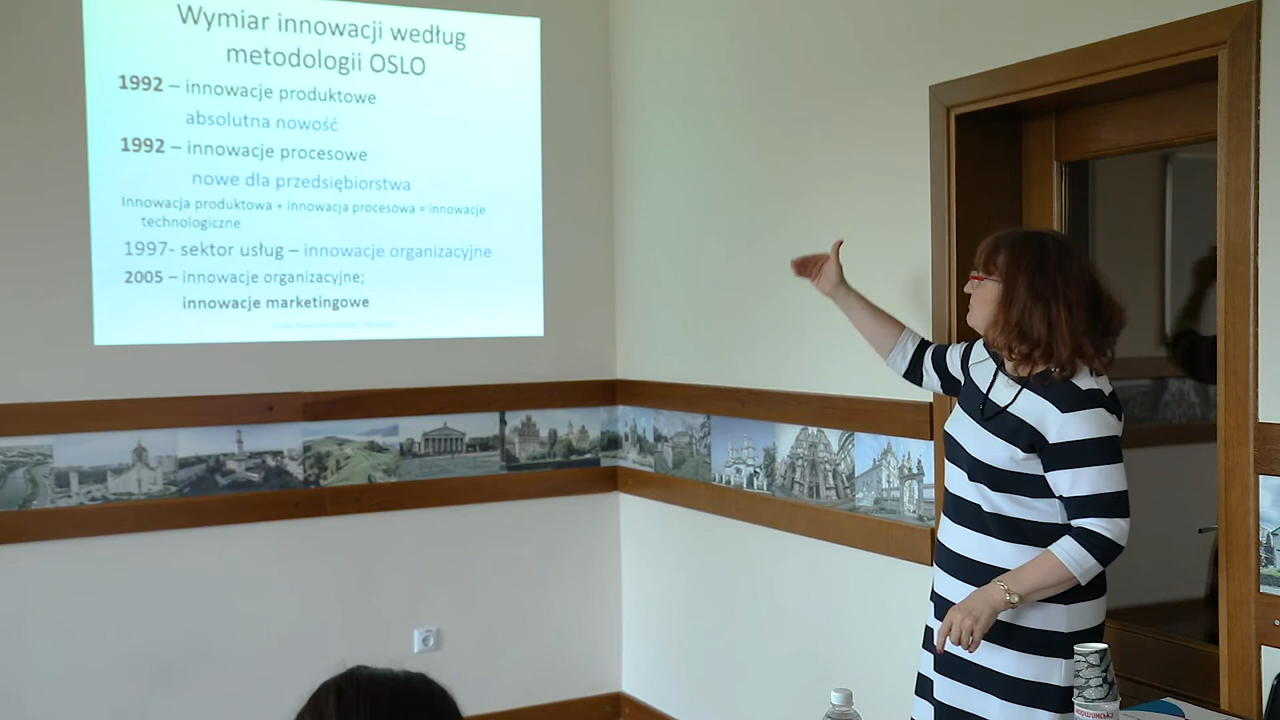 Wymiar innowacji według
metodologii OSLO
1992 – innowacje produktowe
absolutna nowość
1992 – innowacje procesowe
nowe dla przedsiębiorstwa
Innowacja produktowa + innowacja procesowa = innowacje
technologiczne
1997- sektor usług – innowacje organizacyjne
2005 – innowacje organizacyjne;
innowacje marketingowe